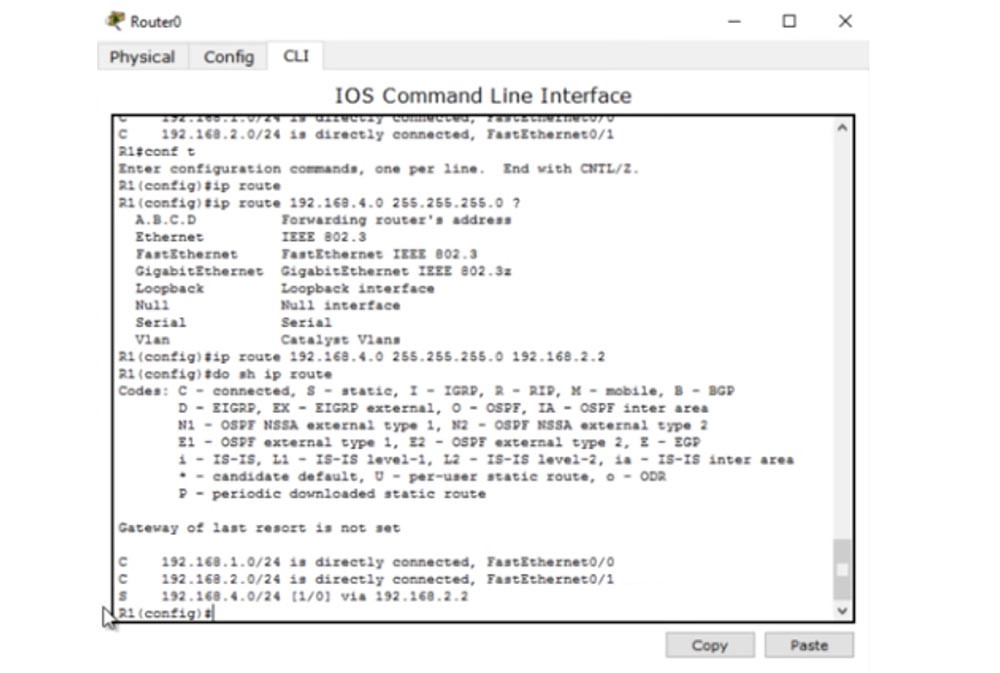 Router0
Physical Config CLI
IOS Command Line Interface
C 192.168.1.0/24 is directly connected, FastEthernet0/0
C 192.168.2.0/24 is directly connected, FastEthernet0/1
R1#conf t
Enter configuration commands, one per line. End with CNTL/Z.
R1(config)#ip route
R1(config)#ip route 192.168.4.0 255.255.255.0 ?
A.B.C.D Forwarding router's address
Ethernet IEEE 802.3
FastEthernet FastEthernet IEEE 802.3
GigabitEthernet GigabitEthernet IEEE 802.3z
Loopback Loopback interface
Null Null interface
Serial Serial
Vlan Catalyst Vlans
R1(config)#ip route 192.168.4.0 255.255.255.0 192.168.2.2
R1(config)#do sh ip route
Codes: C - connected, S - static, I - IGRP, R - RIP, M - mobile, B - BGP
D - EIGRP, EX - EIGRP external, O - OSPF, IA - OSPF inter area
N1 - OSPF NSSA external type 1, N2 - OSPF NSSA external type 2
E1 - OSPF external type 1, E2 - OSPF external type 2, E - EGP
i - IS-IS, L1 - IS-IS level-1, L2 - IS-IS level-2, ia - IS-IS inter area
* - candidate default, U - per-user static route, o - ODR
P - periodic downloaded static route
Gateway of last resort is not set
C 192.168.1.0/24 is directly connected, FastEthernet0/0
C 192.168.2.0/24 is directly connected, FastEthernet0/1
S 192.168.4.0/24 [1/0] via 192.168.2.2
R1(config)#
Copy Paste